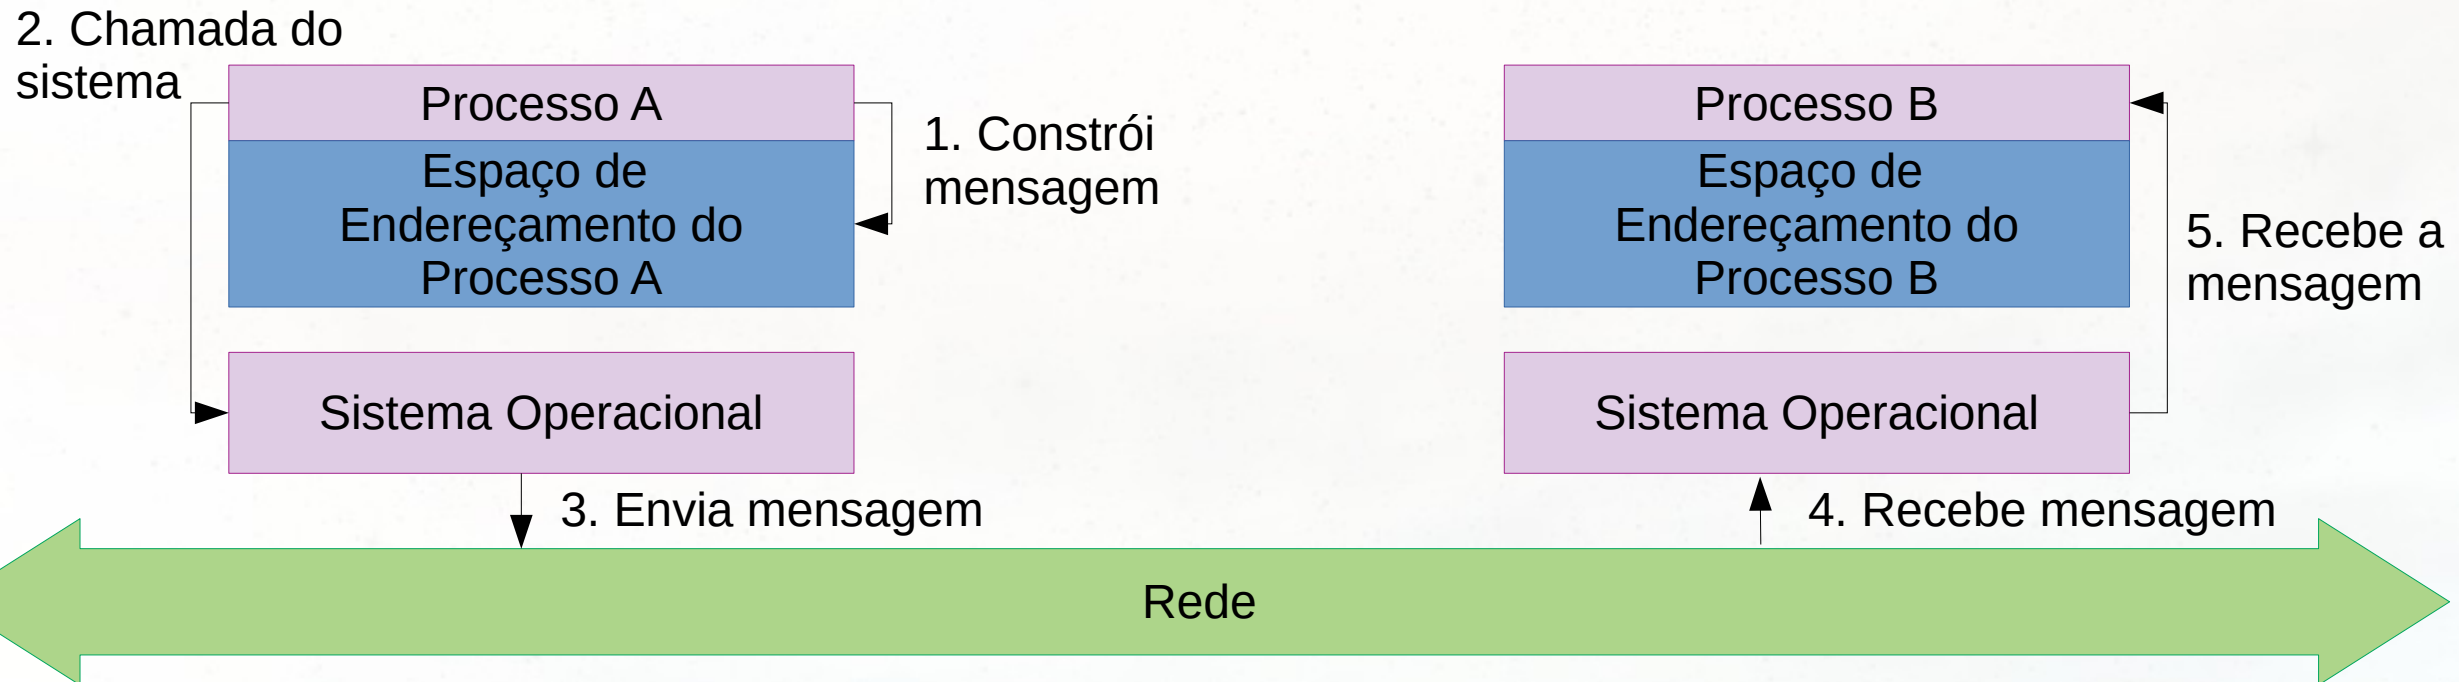 2. Chamada do
sistema
Processo A
Espaço de
Endereçamento do
Processo A
1. Constrói
mensagem
Sistema Operacional
3. Envia mensagem
Processo B
Espaço de
Endereçamento do
Processo B
5. Recebe a
mensagem
Sistema Operacional
4. Recebe mensagem
Rede